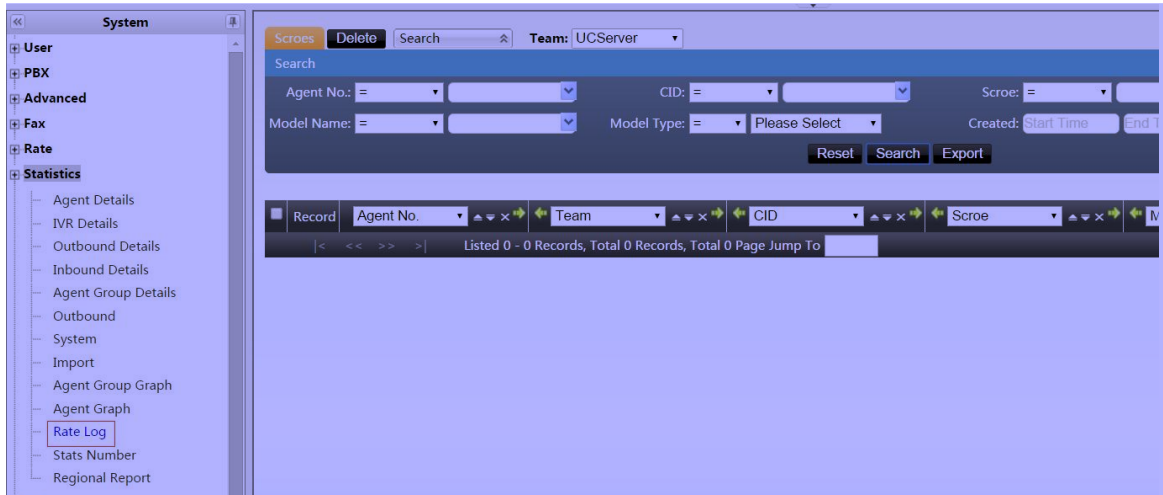 System
User
PBX
Advanced
Fax
Rate
Statistics
Agent Details
IVR Details
Outbound Details
Inbound Details
Agent Group Details
Outbound
System
Import
Agent Group Graph
Agent Graph
Rate Log
Stats Number
Regional Report
Scroes Delete Search Team: UCServer
Search
Agent No.: = CID: = Scroe: =
Model Name: = Model Type: = Please Select Created: Start Time End T
Reset Search Export
Record Agent No. Team CID Scroe M
|< << >> >| Listed 0 - 0 Records, Total 0 Records, Total 0 Page Jump To